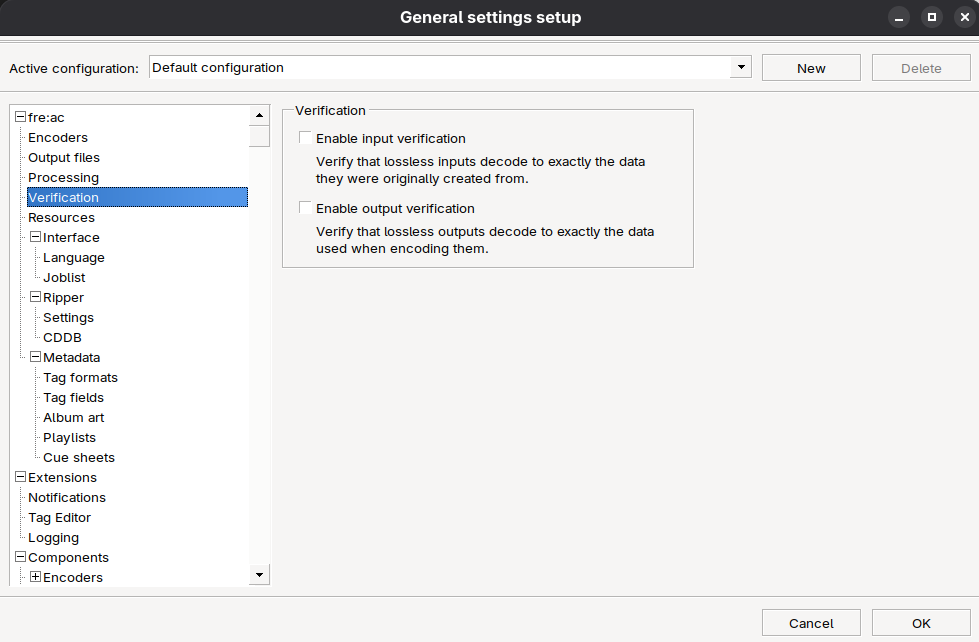 General settings setup
Active configuration:
Default configuration
New
Delete
fre:ac
Encoders
Output files
Processing
Verification
Resources
Interface
Language
Joblist
Ripper
Settings
CDDB
Metadata
Tag formats
Tag fields
Album art
Playlists
Cue sheets
Extensions
Notifications
Tag Editor
Logging
Components
Encoders
Verification
Enable input verification
Verify that lossless inputs decode to exactly the data
they were originally created from.
Enable output verification
Verify that lossless outputs decode to exactly the data
used when encoding them.
Cancel
OK